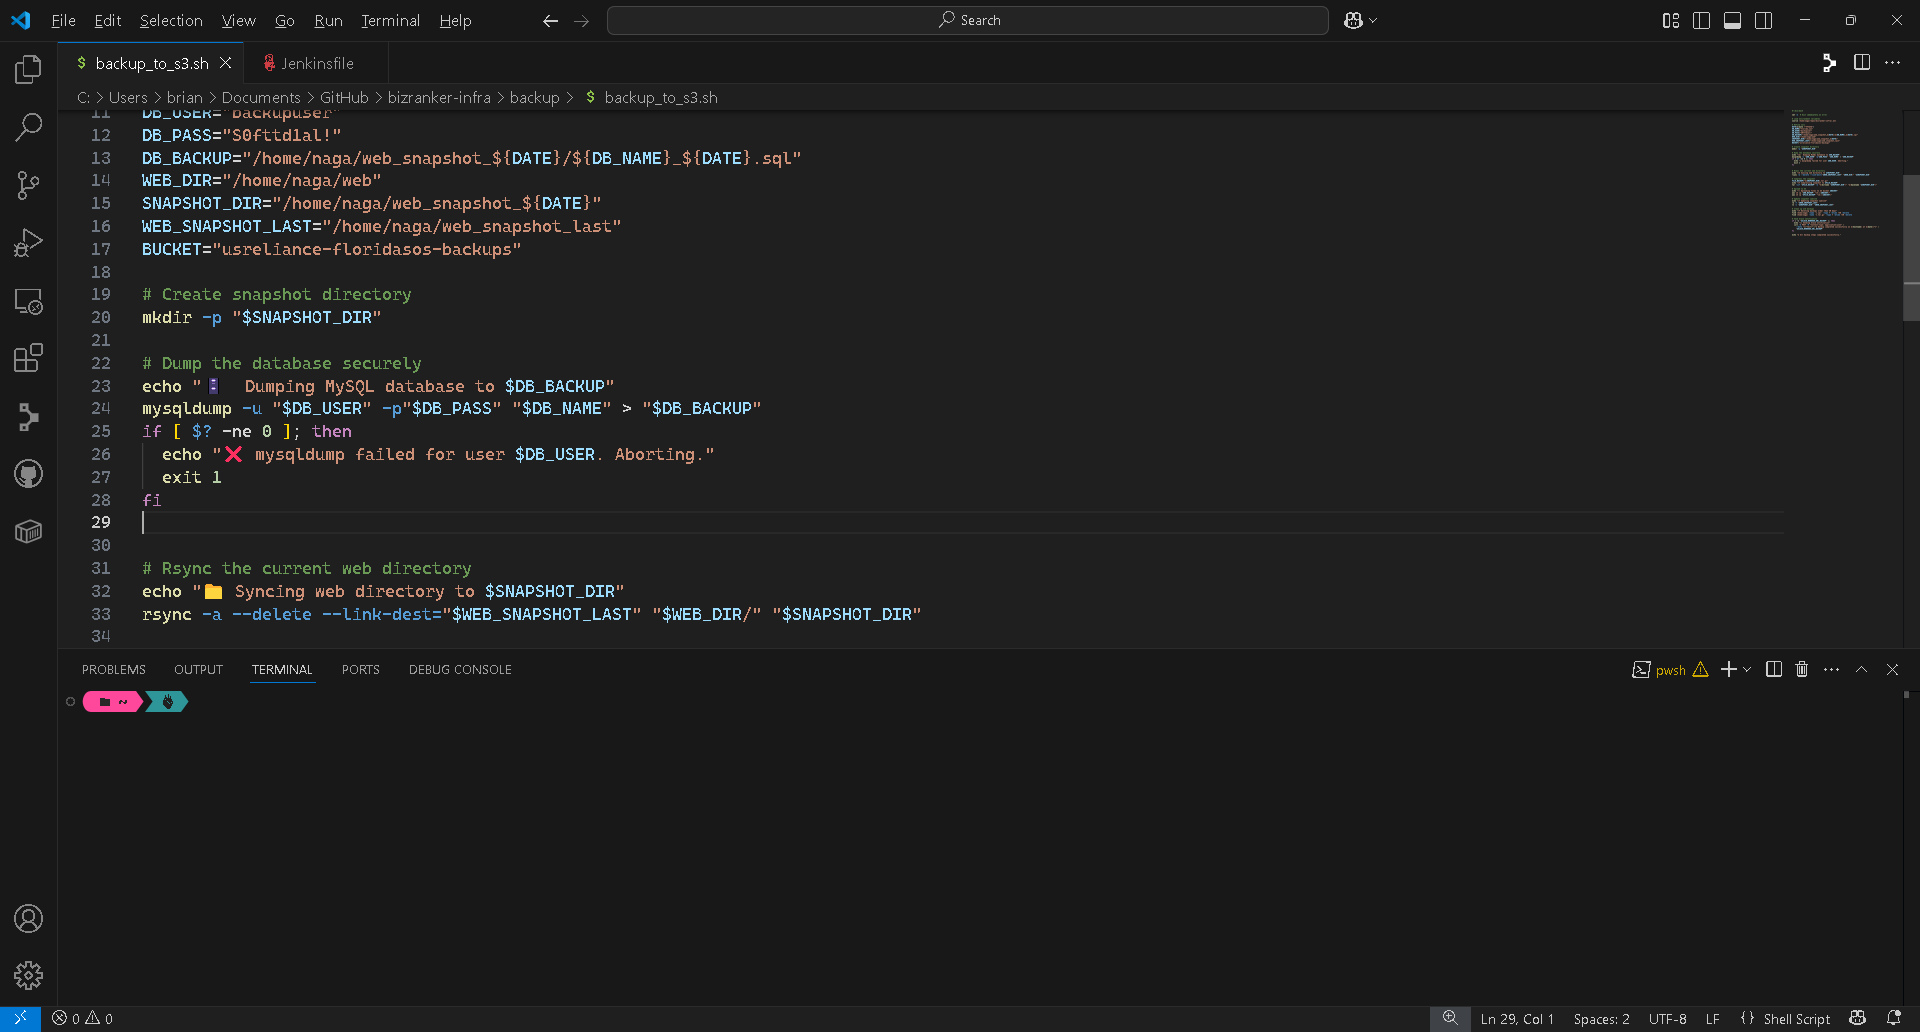 File Edit Selection View Go Run Terminal Help Search
backup_to_s3.sh Jenkinsfile
C: > Users > brian > Documents > GitHub > bizranker-infra > backup > $ backup_to_s3.sh
11 DB_USER="backupuser"
12 DB_PASS="S0fttd1al!"
13 DB_BACKUP="/home/naga/web_snapshot_${DATE}/${DB_NAME}_${DATE}.sql"
14 WEB_DIR="/home/naga/web"
15 SNAPSHOT_DIR="/home/naga/web_snapshot_${DATE}"
16 WEB_SNAPSHOT_LAST="/home/naga/web_snapshot_last"
17 BUCKET="usreliance-floridasos-backups"
18
19 # Create snapshot directory
20 mkdir -p "$SNAPSHOT_DIR"
21
22 # Dump the database securely
23 echo " Dumping MySQL database to $DB_BACKUP"
24 mysqldump -u "$DB_USER" -p"$DB_PASS" "$DB_NAME" > "$DB_BACKUP"
25 if [ $? -ne 0 ]; then
26 echo "❌ mysqldump failed for user $DB_USER. Aborting."
27 exit 1
28 fi
29
30
31 # Rsync the current web directory
32 echo "📁 Syncing web directory to $SNAPSHOT_DIR"
33 rsync -a --delete --link-dest="$WEB_SNAPSHOT_LAST" "$WEB_DIR/" "$SNAPSHOT_DIR"
34
PROBLEMS OUTPUT TERMINAL PORTS DEBUG CONSOLE pwsh
~
0 0 Ln 29, Col 1 Spaces: 2 UTF-8 LF {} Shell Script